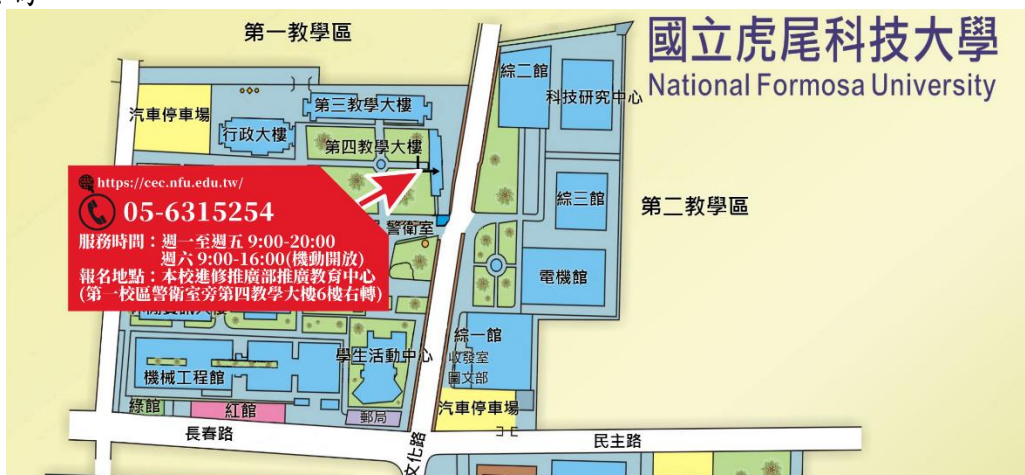 第一教學區
國立虎尾科技大學
National Formosa University
綜二館
科技研究中心
汽車停車場
第三教學大樓
行政大樓
第四教學大樓
https://cec.nfu.edu.tw/
05-6315254
服務時間：週一至週五 9:00-20:00
週六 9:00-16:00(機動開放)
報名地點：本校進修推廣部推廣教育中心
(第一校區警衛室旁第四教學大樓6樓右轉)
警衛室
綜三館
第二教學區
電機館
綜一館
收發室
圖文部
學生活動中心
機械工程館
綠館
紅館
郵局
汽車停車場
長春路
文化路
民主路